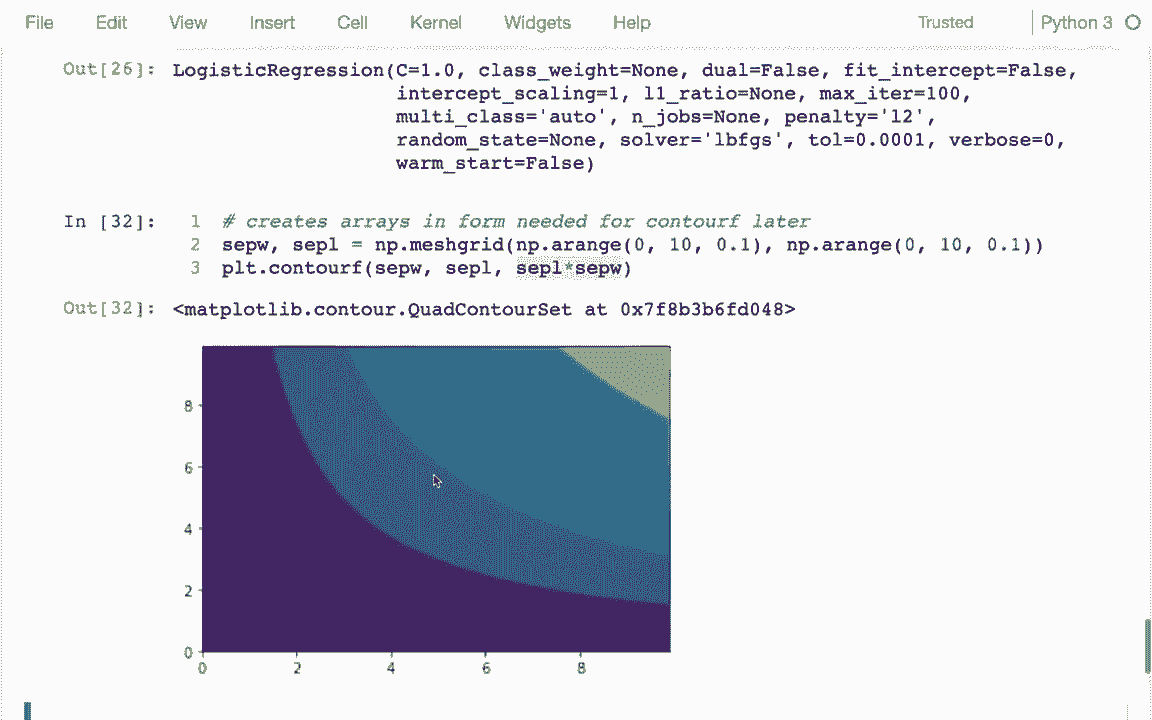 File Edit View Insert Cell Kernel Widgets Help Trusted Python 3
Out[26]: LogisticRegression(C=1.0, class_weight=None, dual=False, fit_intercept=False,
intercept_scaling=1, l1_ratio=None, max_iter=100,
multi_class='auto', n_jobs=None, penalty='l2',
random_state=None, solver='lbfgs', tol=0.0001, verbose=0,
warm_start=False)
In [32]: 1 # creates arrays in form needed for contourf later
2 sepw, sepl = np.meshgrid(np.arange(0, 10, 0.1), np.arange(0, 10, 0.1))
3 plt.contourf(sepw, sepl, sepl*sepw)
Out[32]: <matplotlib.contour.QuadContourSet at 0x7f8b3b6fd048>
8
6
4
2
0
0 2 4 6 8